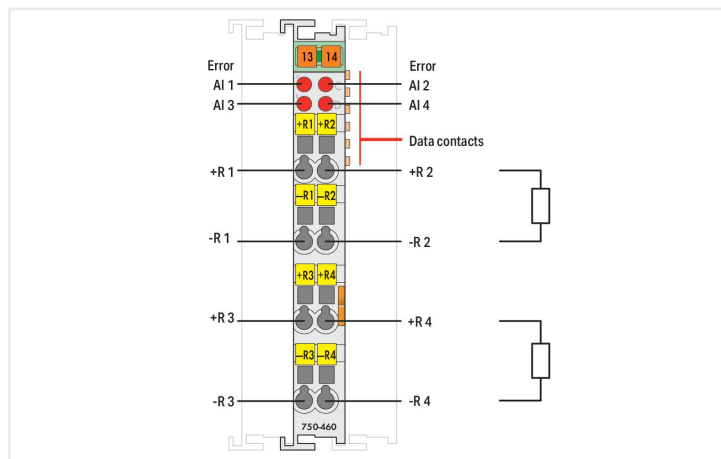 13 14
Error Error
AI 1 AI 2
AI 3 AI 4
+R1 +R2
Data contacts
+R 1 +R 2
–R1 –R2
-R 1 -R 2
+R3 +R4
+R 3 +R 4
–R3 –R4
-R 3 -R 4
750-460